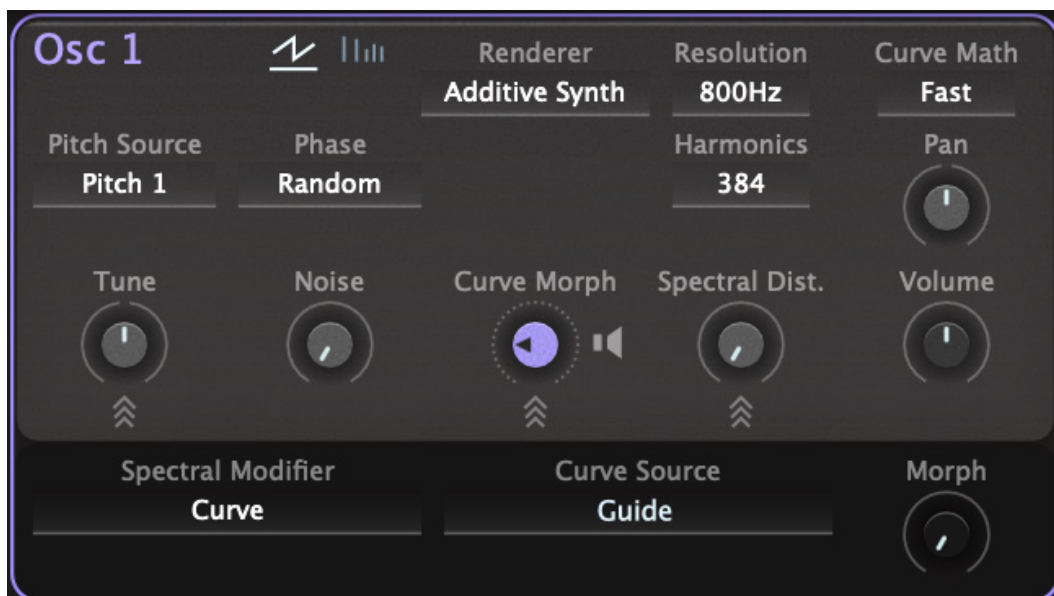 Osc 1
Renderer
Resolution
Curve Math
Additive Synth
800Hz
Fast
Pitch Source
Phase
Harmonics
Pan
Pitch 1
Random
384
Tune
Noise
Curve Morph
Spectral Dist.
Volume
Spectral Modifier
Curve Source
Morph
Curve
Guide